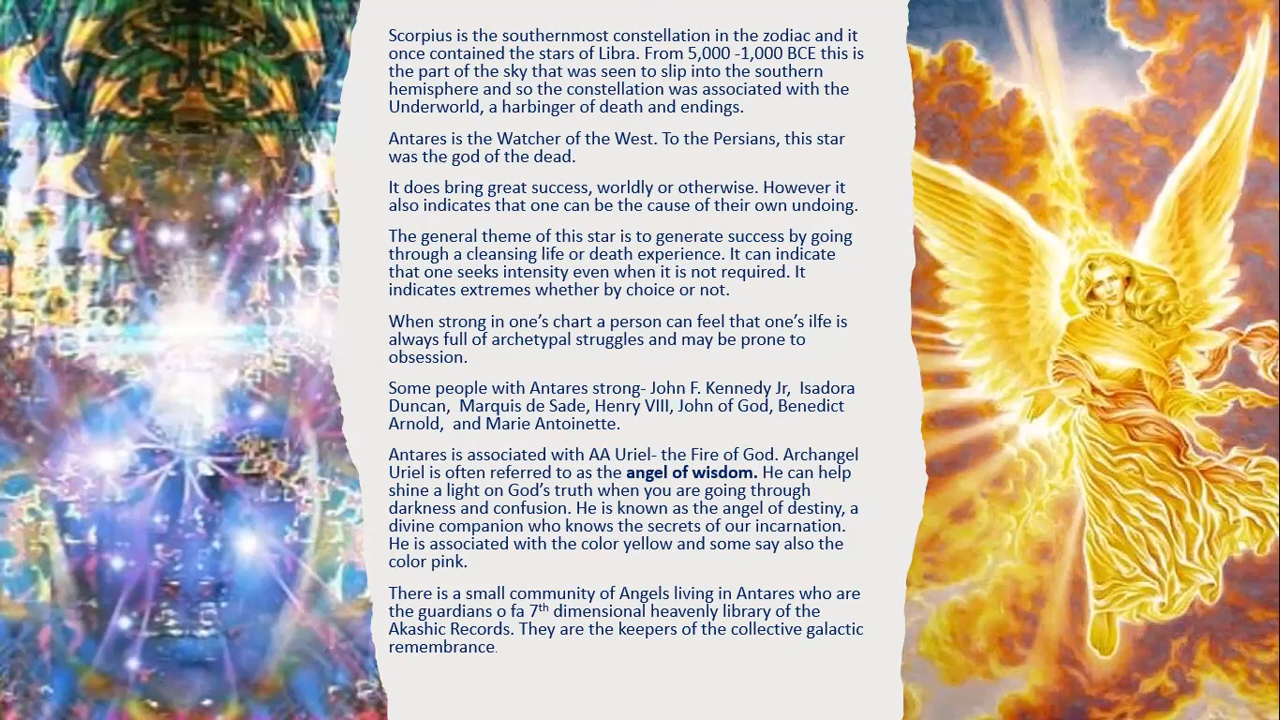 Scorpius is the southernmost constellation in the zodiac and it
once contained the stars of Libra. From 5,000 -1,000 BCE this is
the part of the sky that was seen to slip into the southern
hemisphere and so the constellation was associated with the
Underworld, a harbinger of death and endings.
Antares is the Watcher of the West. To the Persians, this star
was the god of the dead.
It does bring great success, worldly or otherwise. However it
also indicates that one can be the cause of their own undoing.
The general theme of this star is to generate success by going
through a cleansing life or death experience. It can indicate
that one seeks intensity even when it is not required. It
indicates extremes whether by choice or not.
When strong in one’s chart a person can feel that one’s ilfe is
always full of archetypal struggles and may be prone to
obsession.
Some people with Antares strong- John F. Kennedy Jr,  Isadora
Duncan,  Marquis de Sade, Henry VIII, John of God, Benedict
Arnold,  and Marie Antoinette.
Antares is associated with AA Uriel- the Fire of God. Archangel
Uriel is often referred to as the angel of wisdom. He can help
shine a light on God’s truth when you are going through
darkness and confusion. He is known as the angel of destiny, a
divine companion who knows the secrets of our incarnation.
He is associated with the color yellow and some say also the
color pink.
There is a small community of Angels living in Antares who are
the guardians o fa 7th dimensional heavenly library of the
Akashic Records. They are the keepers of the collective galactic
remembrance.